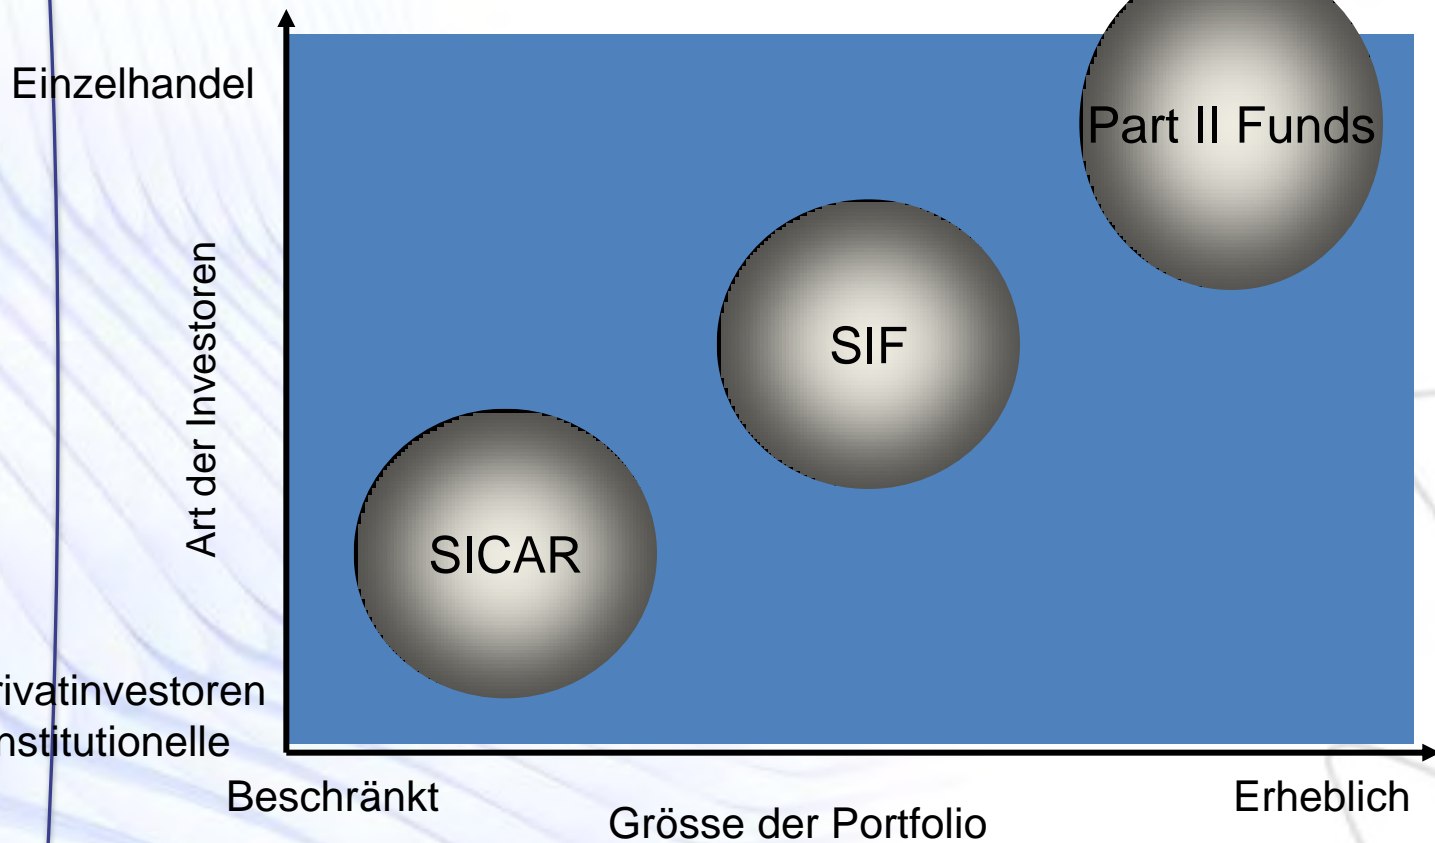 Einzelhandel
Part II Funds
SIF
Art der Investoren
SICAR
rivatinvestoren
nstitutionelle
Beschränkt
Erheblich
Grösse der Portfolio